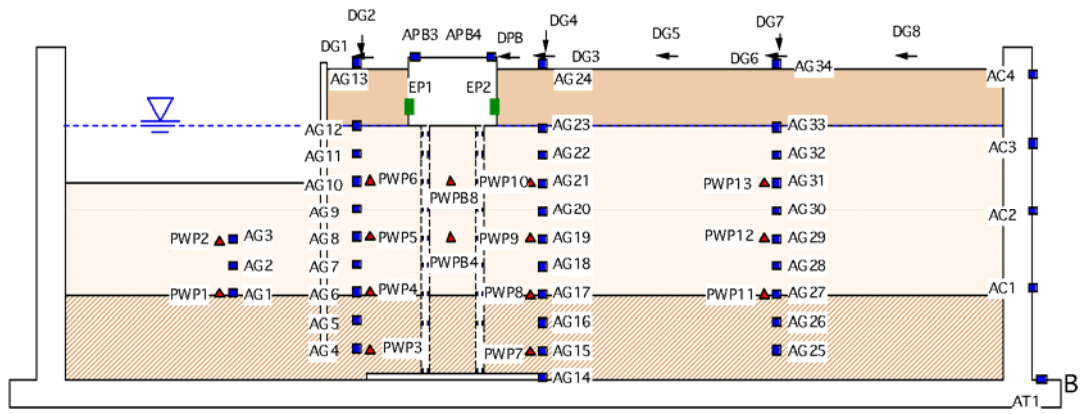 DG2 APB3 APB4 DG4 DG7
DG1 DPB DG3 DG5 DG6 DG8
AG13 AG24 AG34 AC4
EP1 EP2
AG12 AG23 AG33
AG11 AG22 AG32 AC3
AG10 PWP6 PWPB8 PWP10 AG21 PWP13 AG31
AG9 AG20 AG30 AC2
PWP2 AG3 AG8 PWP5 PWP9 AG19 PWP12 AG29
AG2 AG7 PWPB4 AG18 AG28
PWP1 AG1 AG6 PWP4 PWP8 AG17 PWP11 AG27 AC1
AG5 AG16 AG26
AG4 PWP3 PWP7 AG15 AG25
AG14 B
AT1